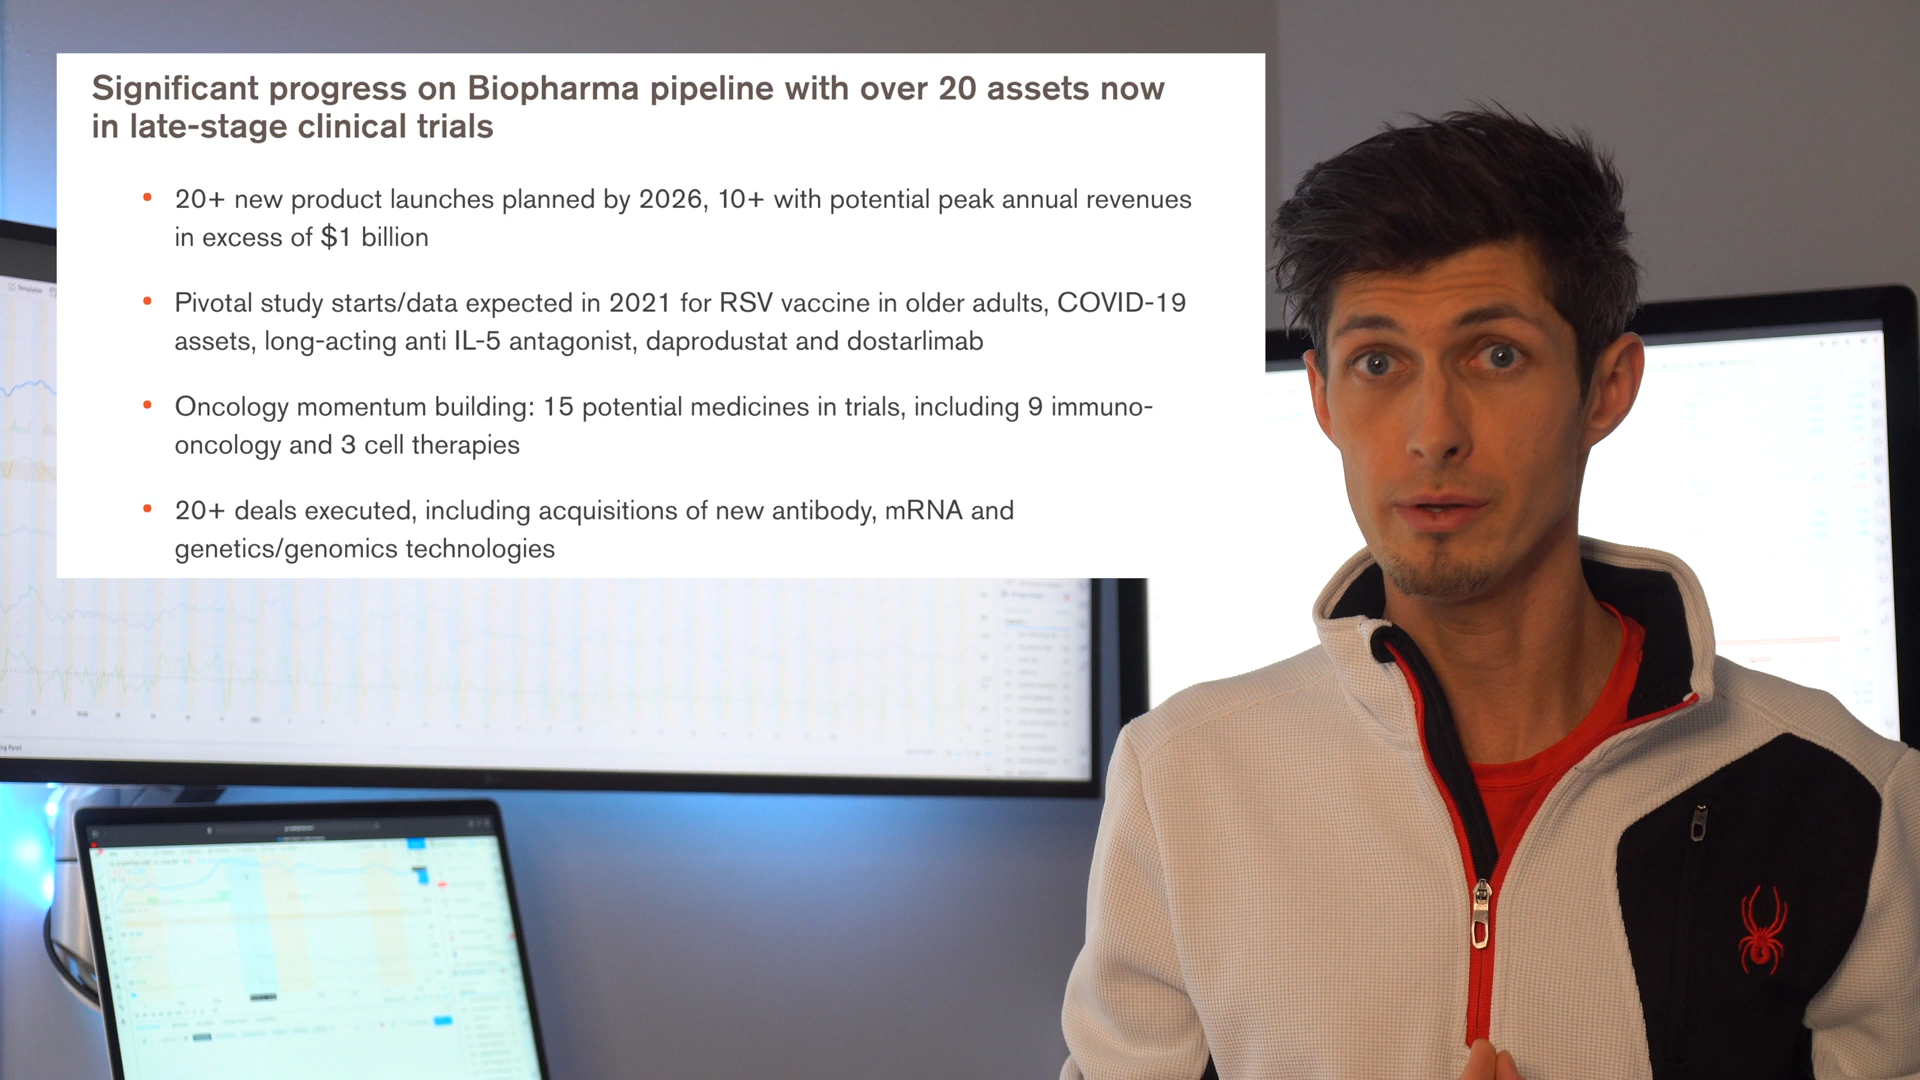 Significant progress on Biopharma pipeline with over 20 assets now
in late-stage clinical trials
• 20+ new product launches planned by 2026, 10+ with potential peak annual revenues
in excess of $1 billion
• Pivotal study starts/data expected in 2021 for RSV vaccine in older adults, COVID-19
assets, long-acting anti IL-5 antagonist, daprodustat and dostarlimab
• Oncology momentum building: 15 potential medicines in trials, including 9 immuno-
oncology and 3 cell therapies
• 20+ deals executed, including acquisitions of new antibody, mRNA and
genetics/genomics technologies